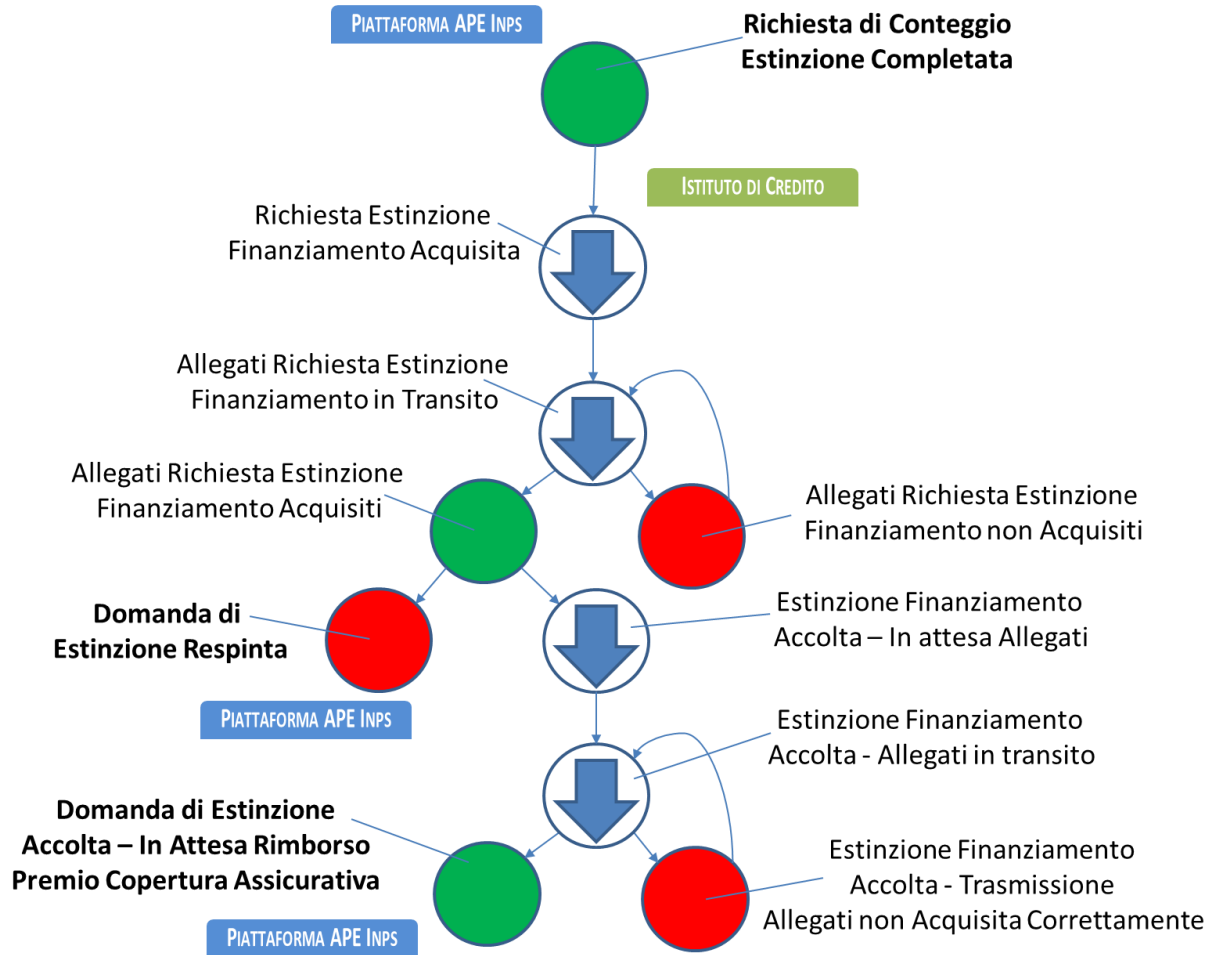 PIATTAFORMA APE INPS
Richiesta di Conteggio
Estinzione Completata
ISTITUTO DI CREDITO
Richiesta Estinzione
Finanziamento Acquisita
Allegati Richiesta Estinzione
Finanziamento in Transito
Allegati Richiesta Estinzione
Finanziamento Acquisiti
Allegati Richiesta Estinzione
Finanziamento non Acquisiti
Domanda di
Estinzione Respinta
PIATTAFORMA APE INPS
Estinzione Finanziamento
Accolta – In attesa Allegati
Estinzione Finanziamento
Accolta - Allegati in transito
Domanda di Estinzione
Accolta – In Attesa Rimborso
Premio Copertura Assicurativa
PIATTAFORMA APE INPS
Estinzione Finanziamento
Accolta - Trasmissione
Allegati non Acquisita Correttamente